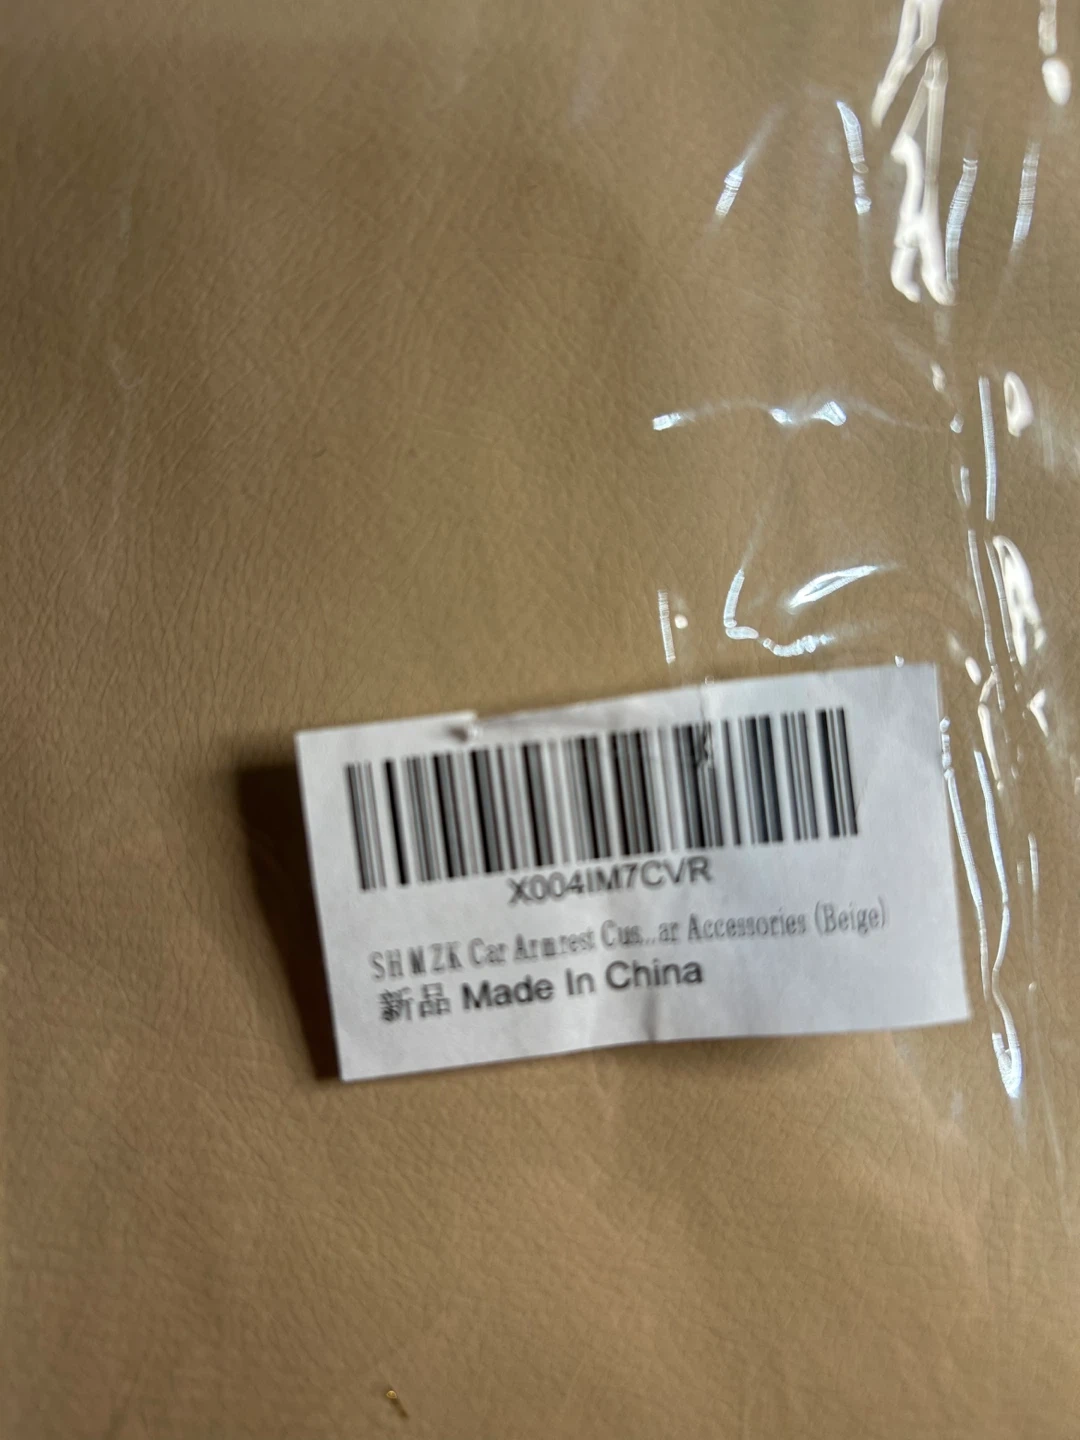 X004IM7CVR
SHMZK Car Armrest Cus...ar Accessories (Beige)
新品 Made In China